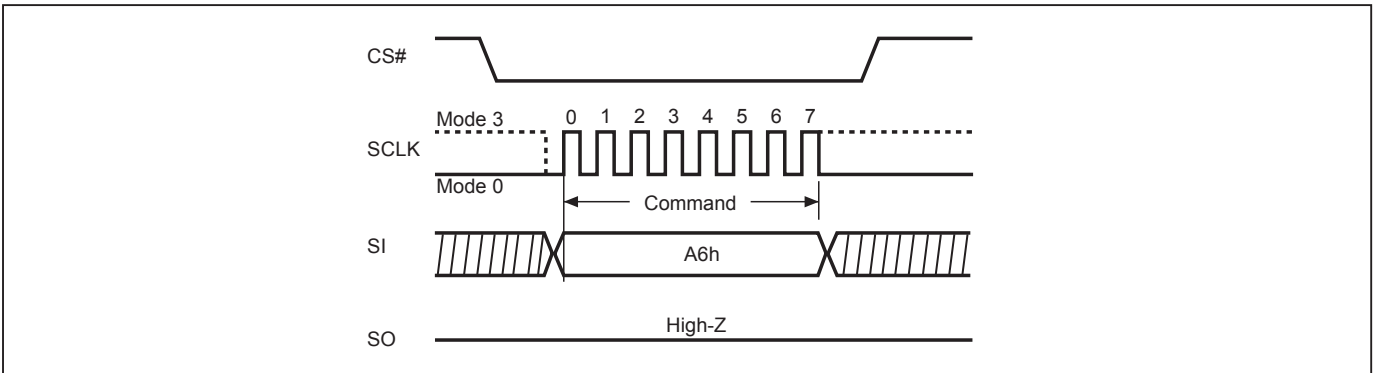 CS#
Mode 3
0 1 2 3 4 5 6 7
SCLK
Mode 0
Command
SI
A6h
High-Z
SO